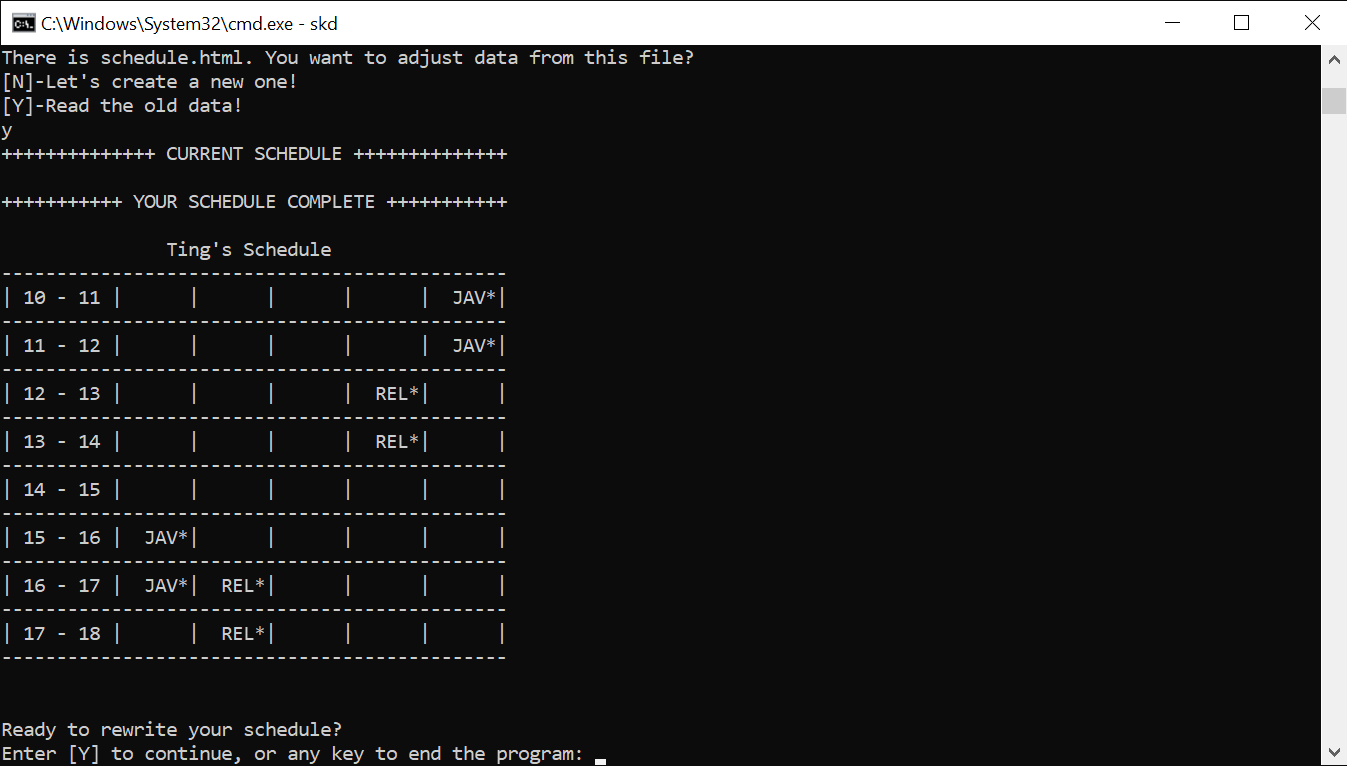 C:\Windows\System32\cmd.exe - skd
There is schedule.html. You want to adjust data from this file?
[N]-Let's create a new one!
[Y]-Read the old data!
y
++++++++++++++ CURRENT SCHEDULE ++++++++++++++
+++++++++++ YOUR SCHEDULE COMPLETE +++++++++++
Ting's Schedule
----------------------------------------------
| 10 - 11 |      |      |      |      |  JAV*|
----------------------------------------------
| 11 - 12 |      |      |      |      |  JAV*|
----------------------------------------------
| 12 - 13 |      |      |      |  REL*|      |
----------------------------------------------
| 13 - 14 |      |      |      |  REL*|      |
----------------------------------------------
| 14 - 15 |      |      |      |      |      |
----------------------------------------------
| 15 - 16 |  JAV*|      |      |      |      |
----------------------------------------------
| 16 - 17 |  JAV*|  REL*|      |      |      |
----------------------------------------------
| 17 - 18 |      |  REL*|      |      |      |
----------------------------------------------
Ready to rewrite your schedule?
Enter [Y] to continue, or any key to end the program: